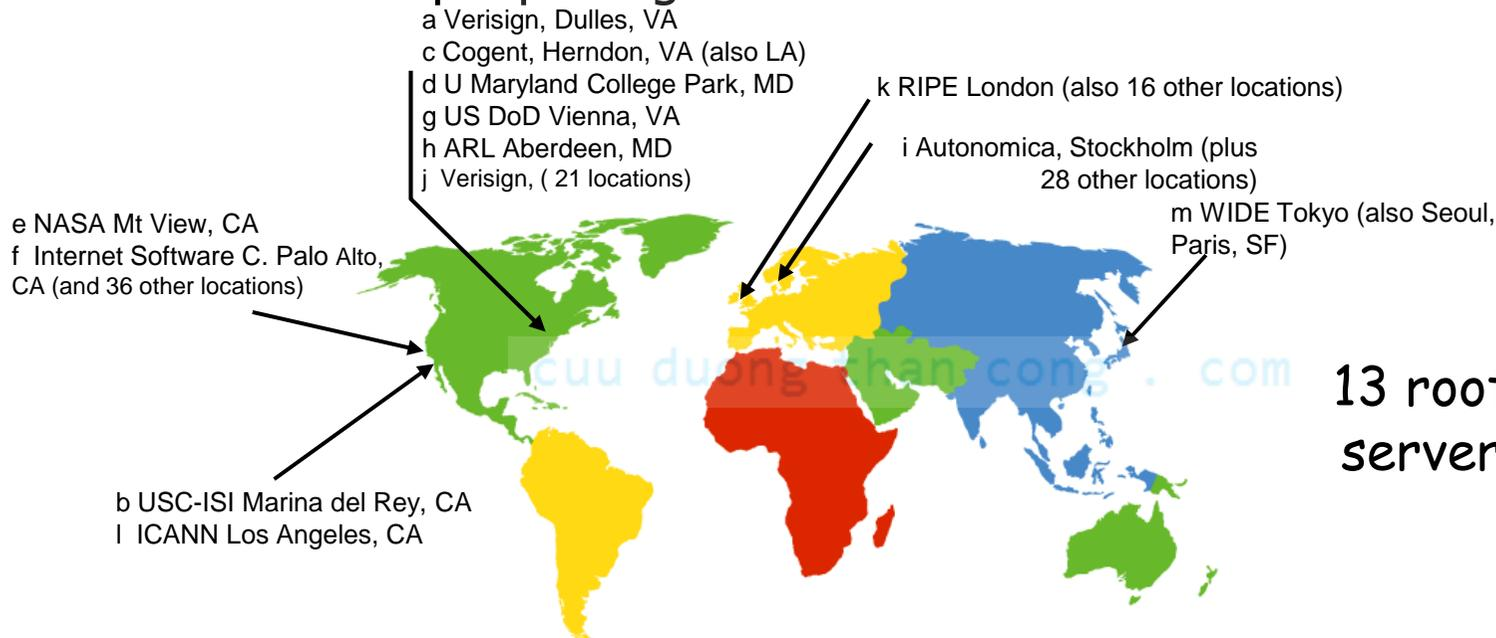 a Verisign, Dulles, VA
c Cogent, Herndon, VA (also LA)
d U Maryland College Park, MD
g US DoD Vienna, VA
h ARL Aberdeen, MD
j Verisign, ( 21 locations)
k RIPE London (also 16 other locations)
i Autonomica, Stockholm (plus
28 other locations)
m WIDE Tokyo (also Seoul,
Paris, SF)
e NASA Mt View, CA
f Internet Software C. Palo Alto,
CA (and 36 other locations)
cuu duong than cong . com
13 root
server
b USC-ISI Marina del Rey, CA
l ICANN Los Angeles, CA